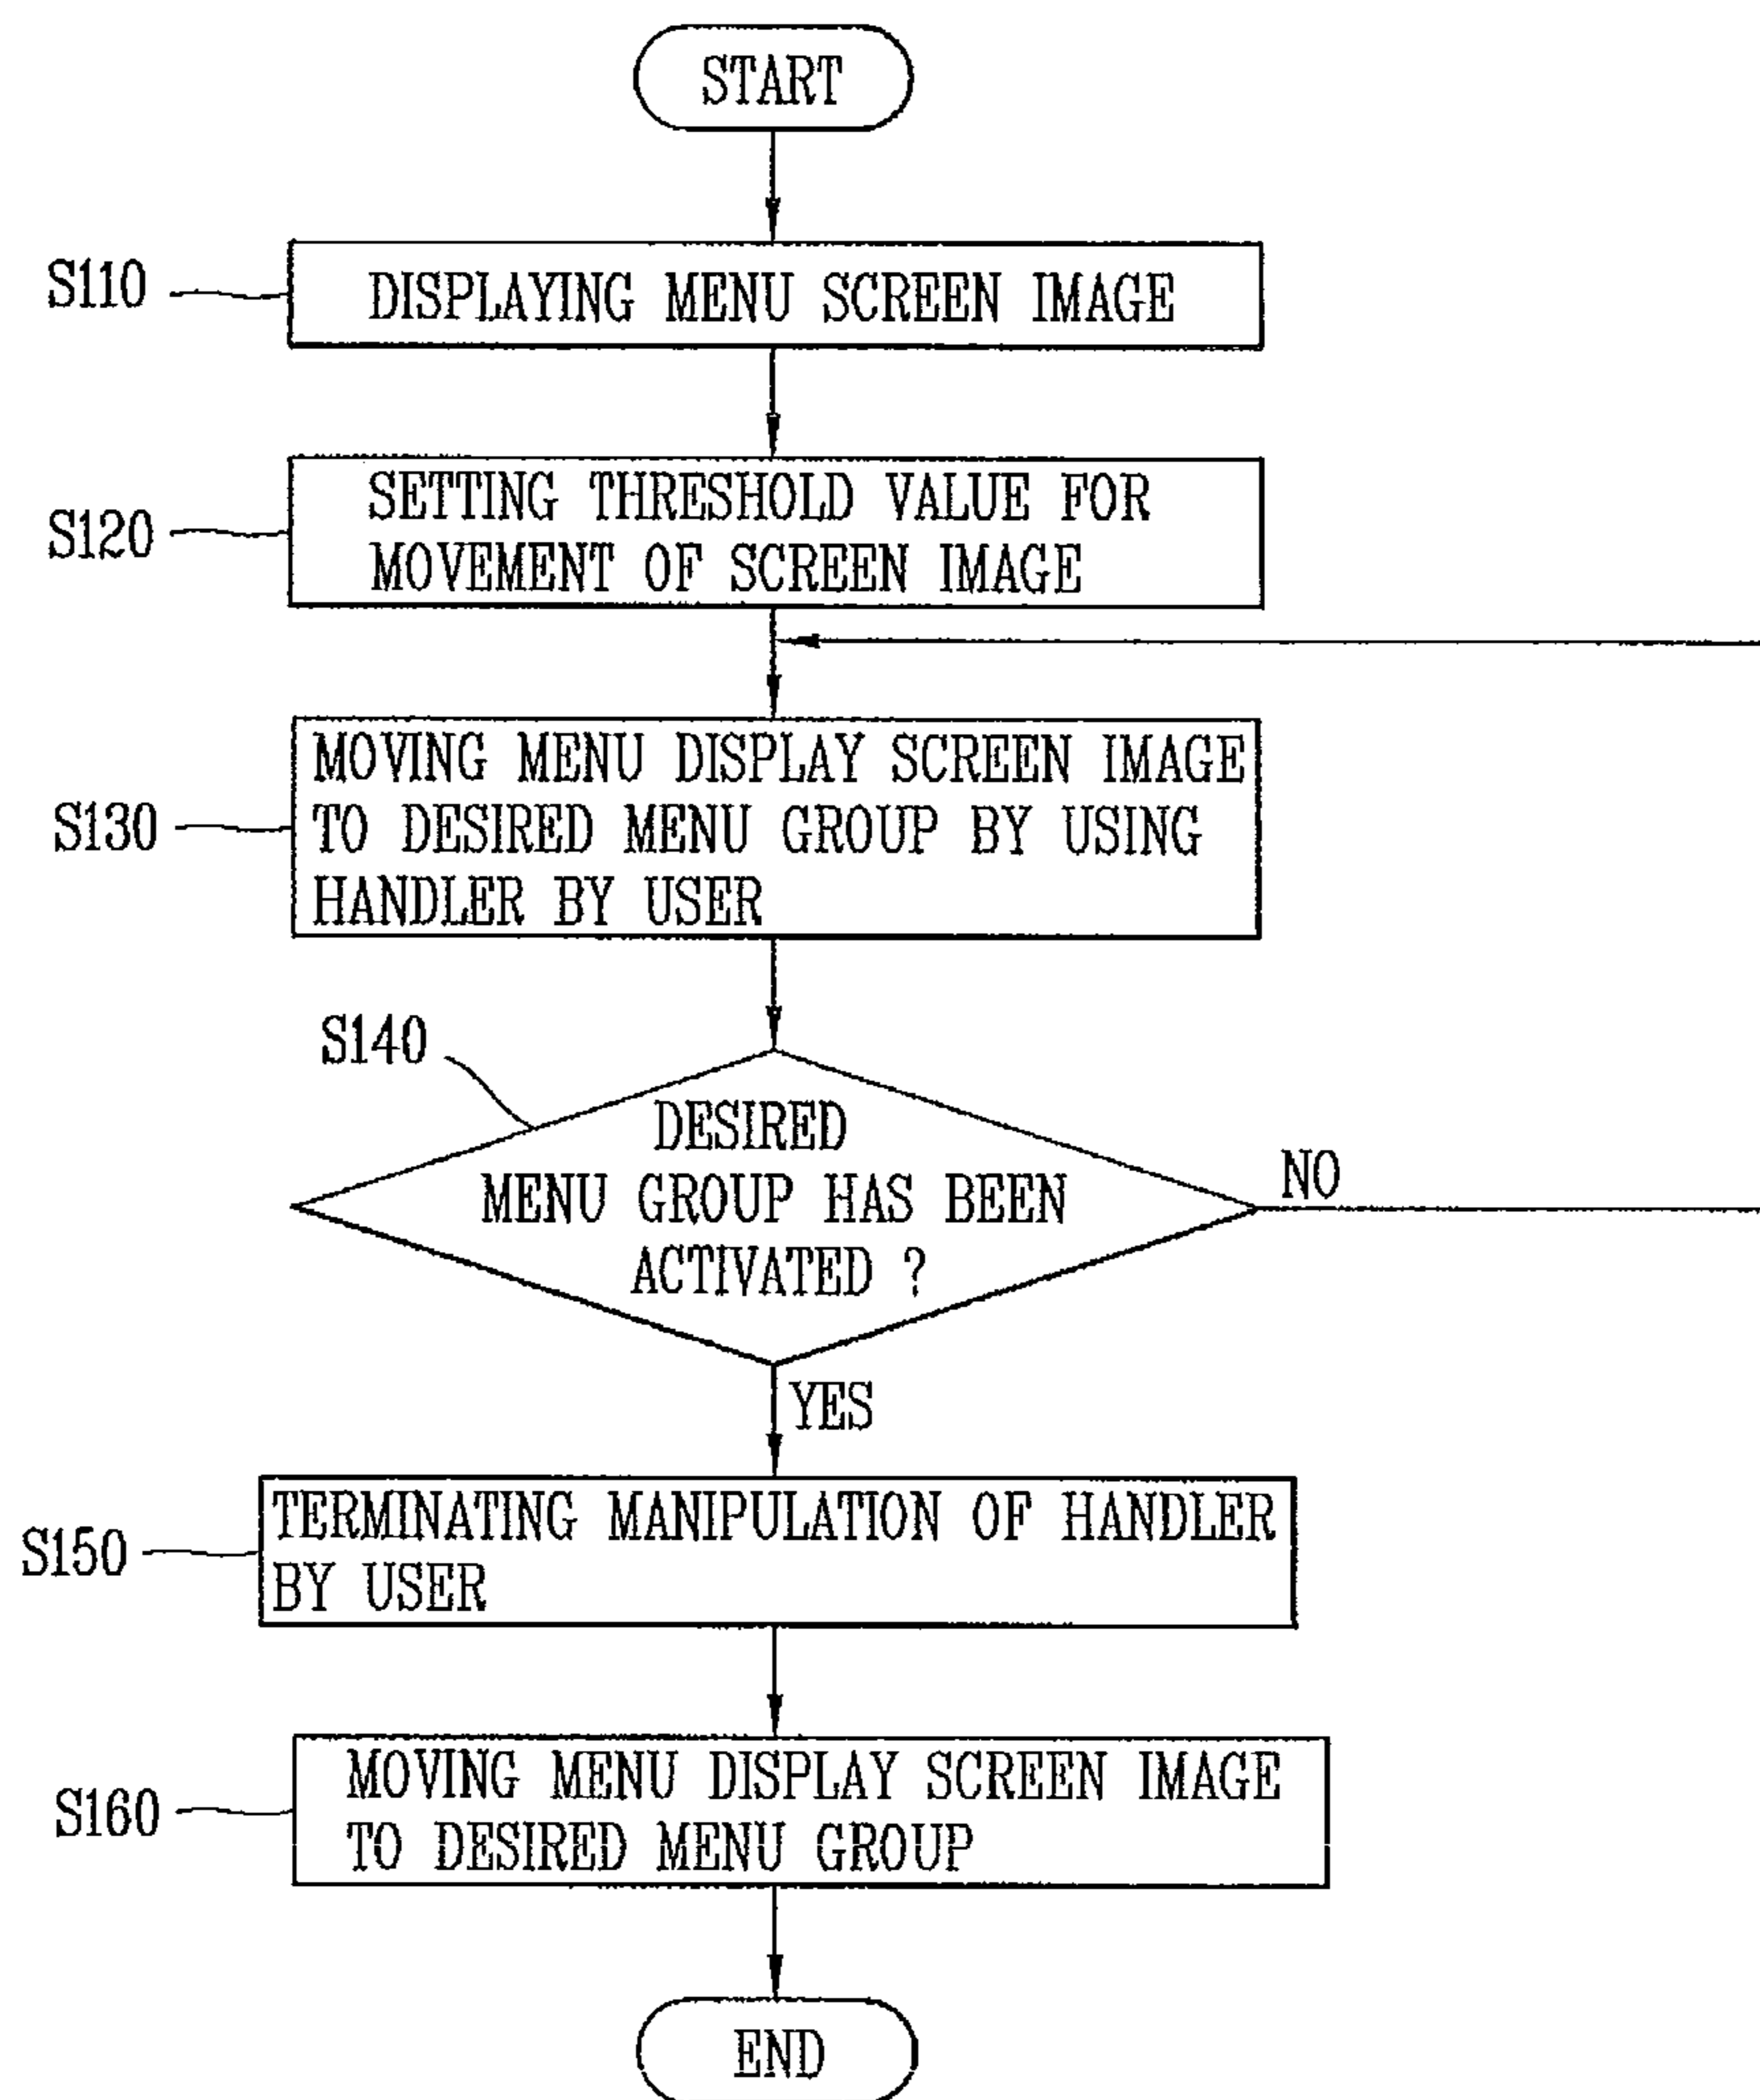 START
S110
DISPLAYING MENU SCREEN IMAGE
S120
SETTING THRESHOLD VALUE FOR
MOVEMENT OF SCREEN IMAGE
S130
MOVING MENU DISPLAY SCREEN IMAGE
TO DESIRED MENU GROUP BY USING
HANDLER BY USER
S140
DESIRED
MENU GROUP HAS BEEN
ACTIVATED ?
NO
YES
S150
TERMINATING MANIPULATION OF HANDLER
BY USER
S160
MOVING MENU DISPLAY SCREEN IMAGE
TO DESIRED MENU GROUP
END